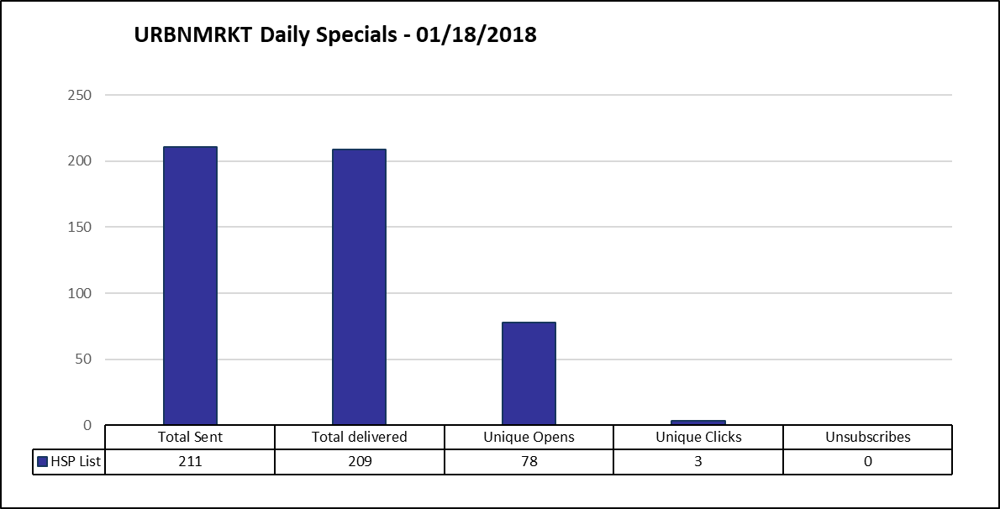 URBNMRKT Daily Specials - 01/18/2018
250
200
150
100
50
0
Total Sent Total delivered Unique Opens Unique Clicks Unsubscribes
HSP List 211 209 78 3 0